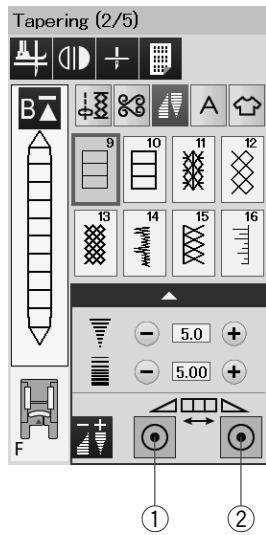 Tapering (2/5)
B
A
9 10 11 12
13 14 15 16
− 5.0 +
− 5.00 +
F
− +
① ②